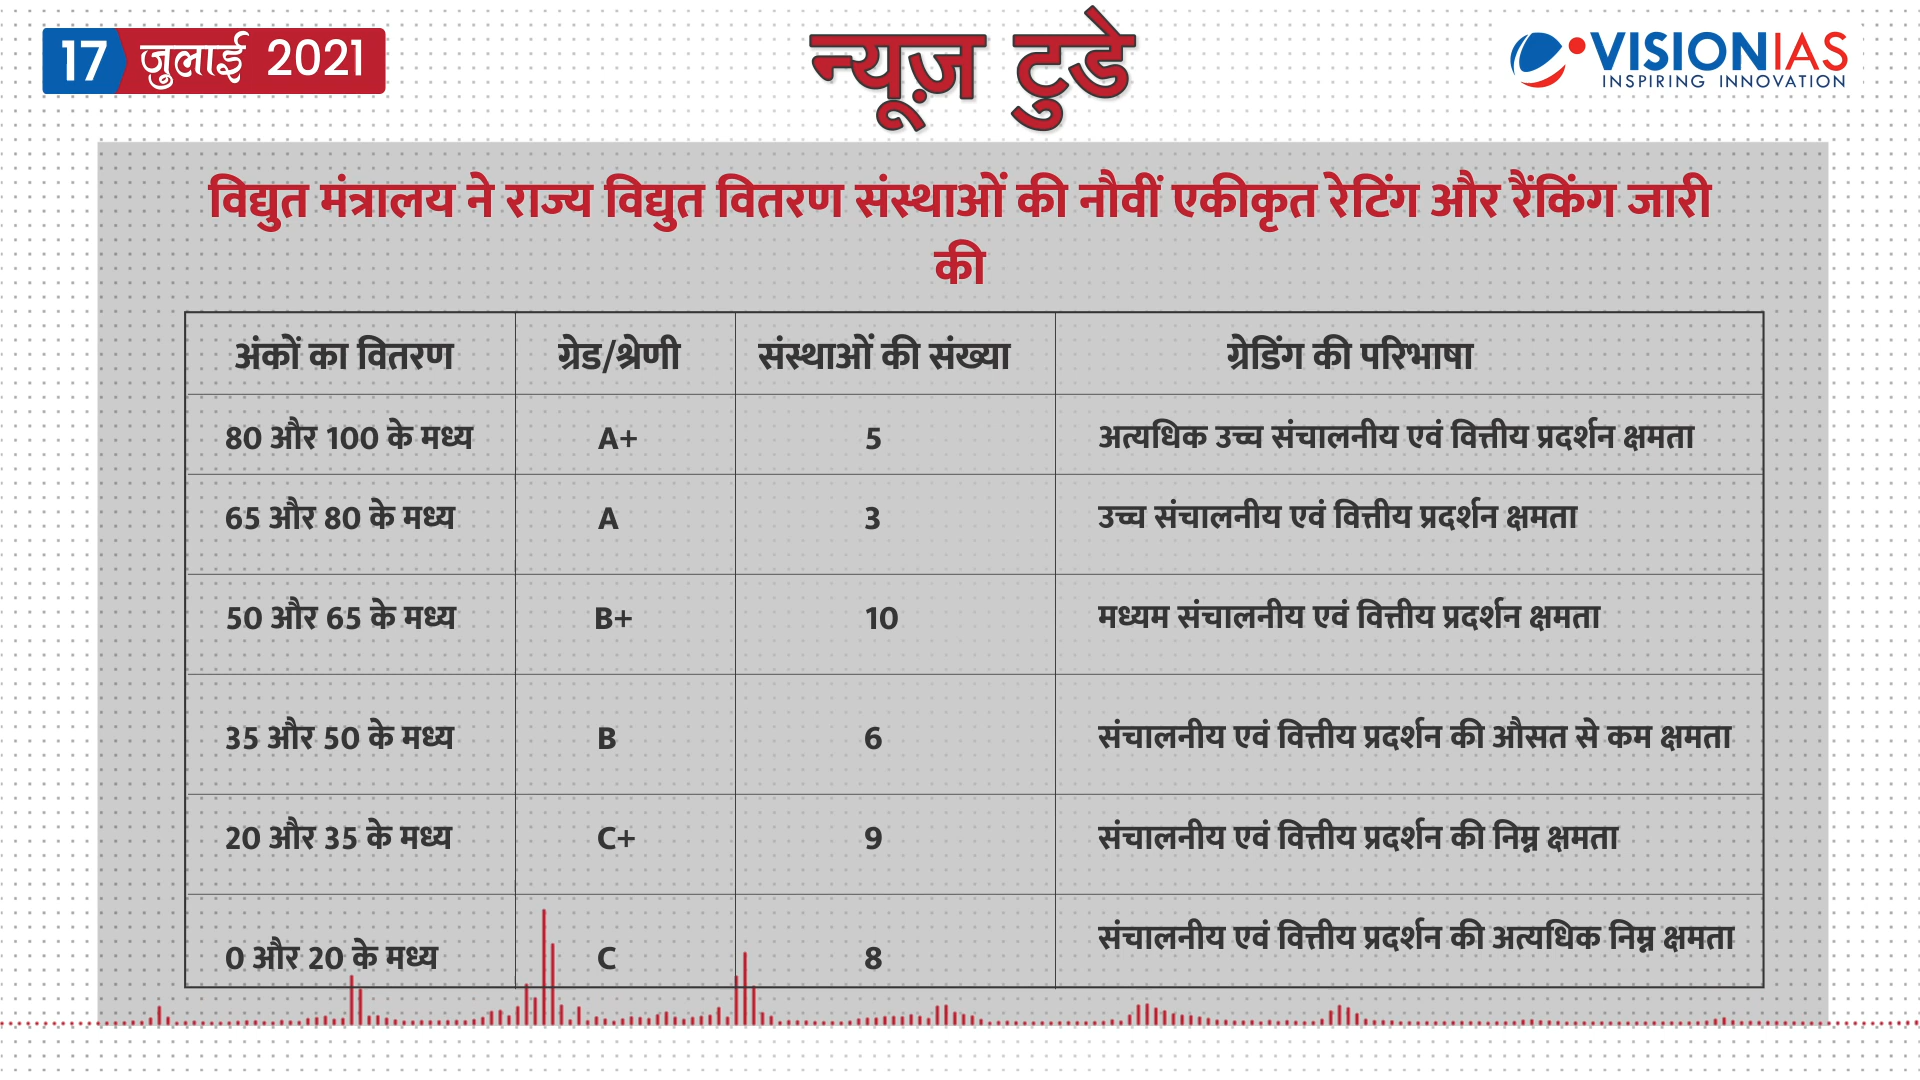 17 जुलाई 2021
न्यूज़ टुडे
VISIONIAS
INSPIRING INNOVATION
विद्युत मंत्रालय ने राज्य विद्युत वितरण संस्थाओं की नौवीं एकीकृत रेटिंग और रैंकिंग जारी
की
अंकों का वितरण ग्रेड/श्रेणी संस्थाओं की संख्या ग्रेडिंग की परिभाषा
80 और 100 के मध्य A+ 5 अत्यधिक उच्च संचालनीय एवं वित्तीय प्रदर्शन क्षमता
65 और 80 के मध्य A 3 उच्च संचालनीय एवं वित्तीय प्रदर्शन क्षमता
50 और 65 के मध्य B+ 10 मध्यम संचालनीय एवं वित्तीय प्रदर्शन क्षमता
35 और 50 के मध्य B 6 संचालनीय एवं वित्तीय प्रदर्शन की औसत से कम क्षमता
20 और 35 के मध्य C+ 9 संचालनीय एवं वित्तीय प्रदर्शन की निम्न क्षमता
0 और 20 के मध्य C 8 संचालनीय एवं वित्तीय प्रदर्शन की अत्यधिक निम्न क्षमता